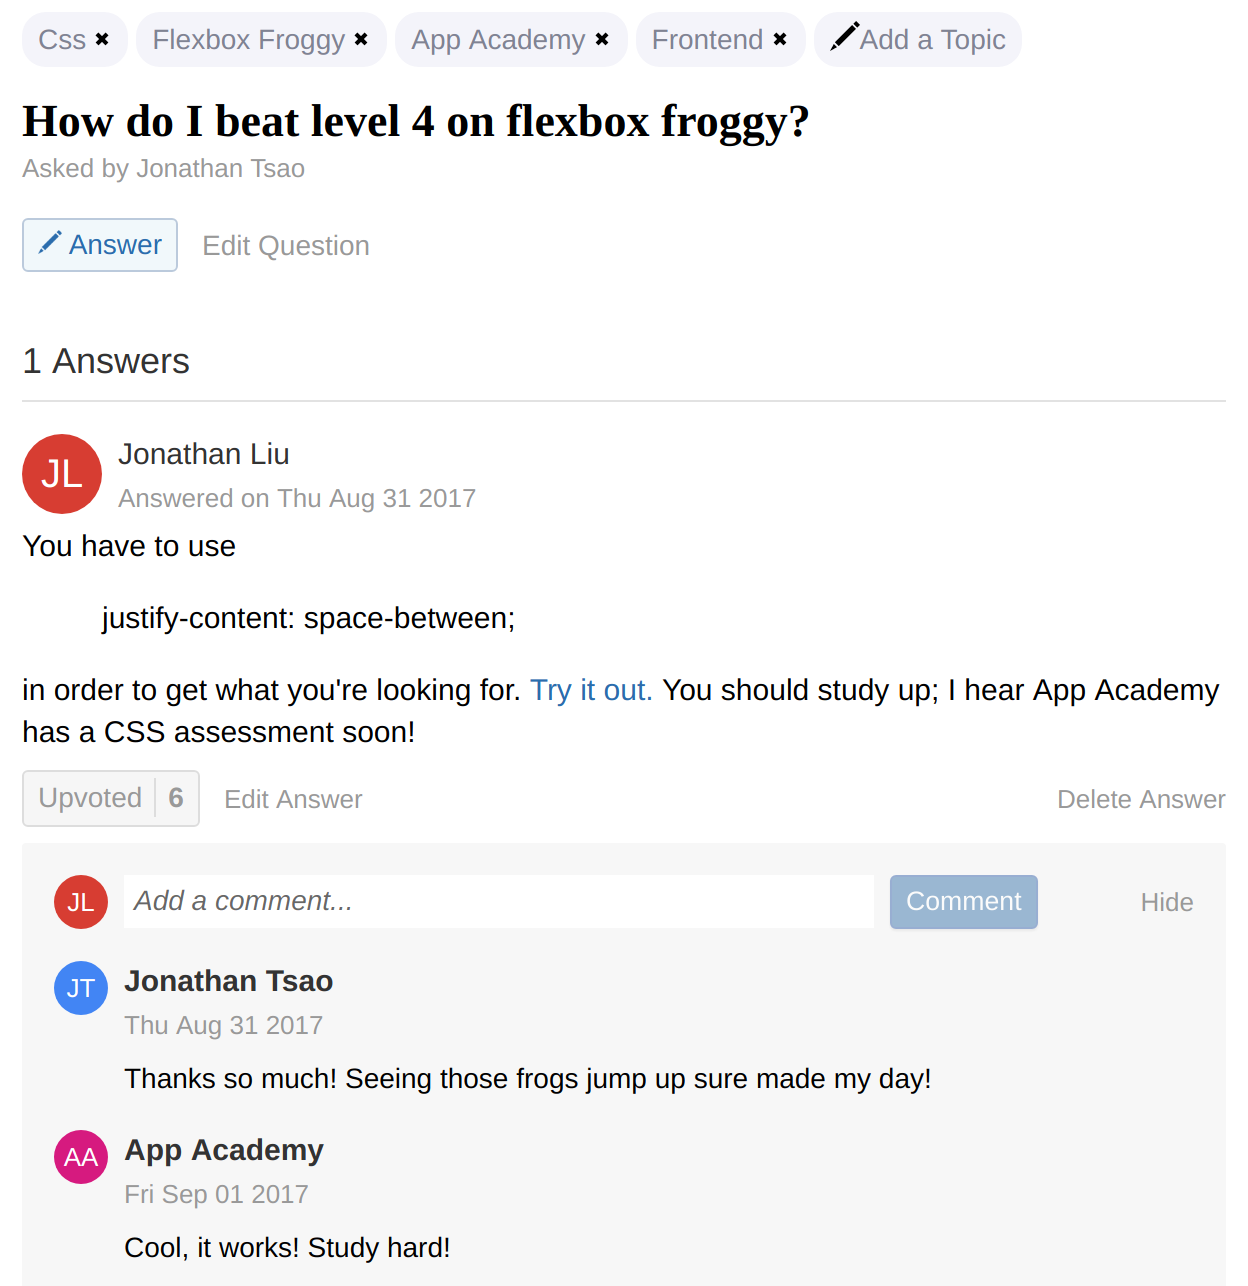 Css ✖ Flexbox Froggy ✖ App Academy ✖ Frontend ✖ Add a Topic
How do I beat level 4 on flexbox froggy?
Asked by Jonathan Tsao
Answer Edit Question
1 Answers
JL Jonathan Liu
Answered on Thu Aug 31 2017
You have to use
justify-content: space-between;
in order to get what you're looking for. Try it out. You should study up; I hear App Academy
has a CSS assessment soon!
Upvoted 6 Edit Answer Delete Answer
JL Add a comment... Comment Hide
JT Jonathan Tsao
Thu Aug 31 2017
Thanks so much! Seeing those frogs jump up sure made my day!
AA App Academy
Fri Sep 01 2017
Cool, it works! Study hard!